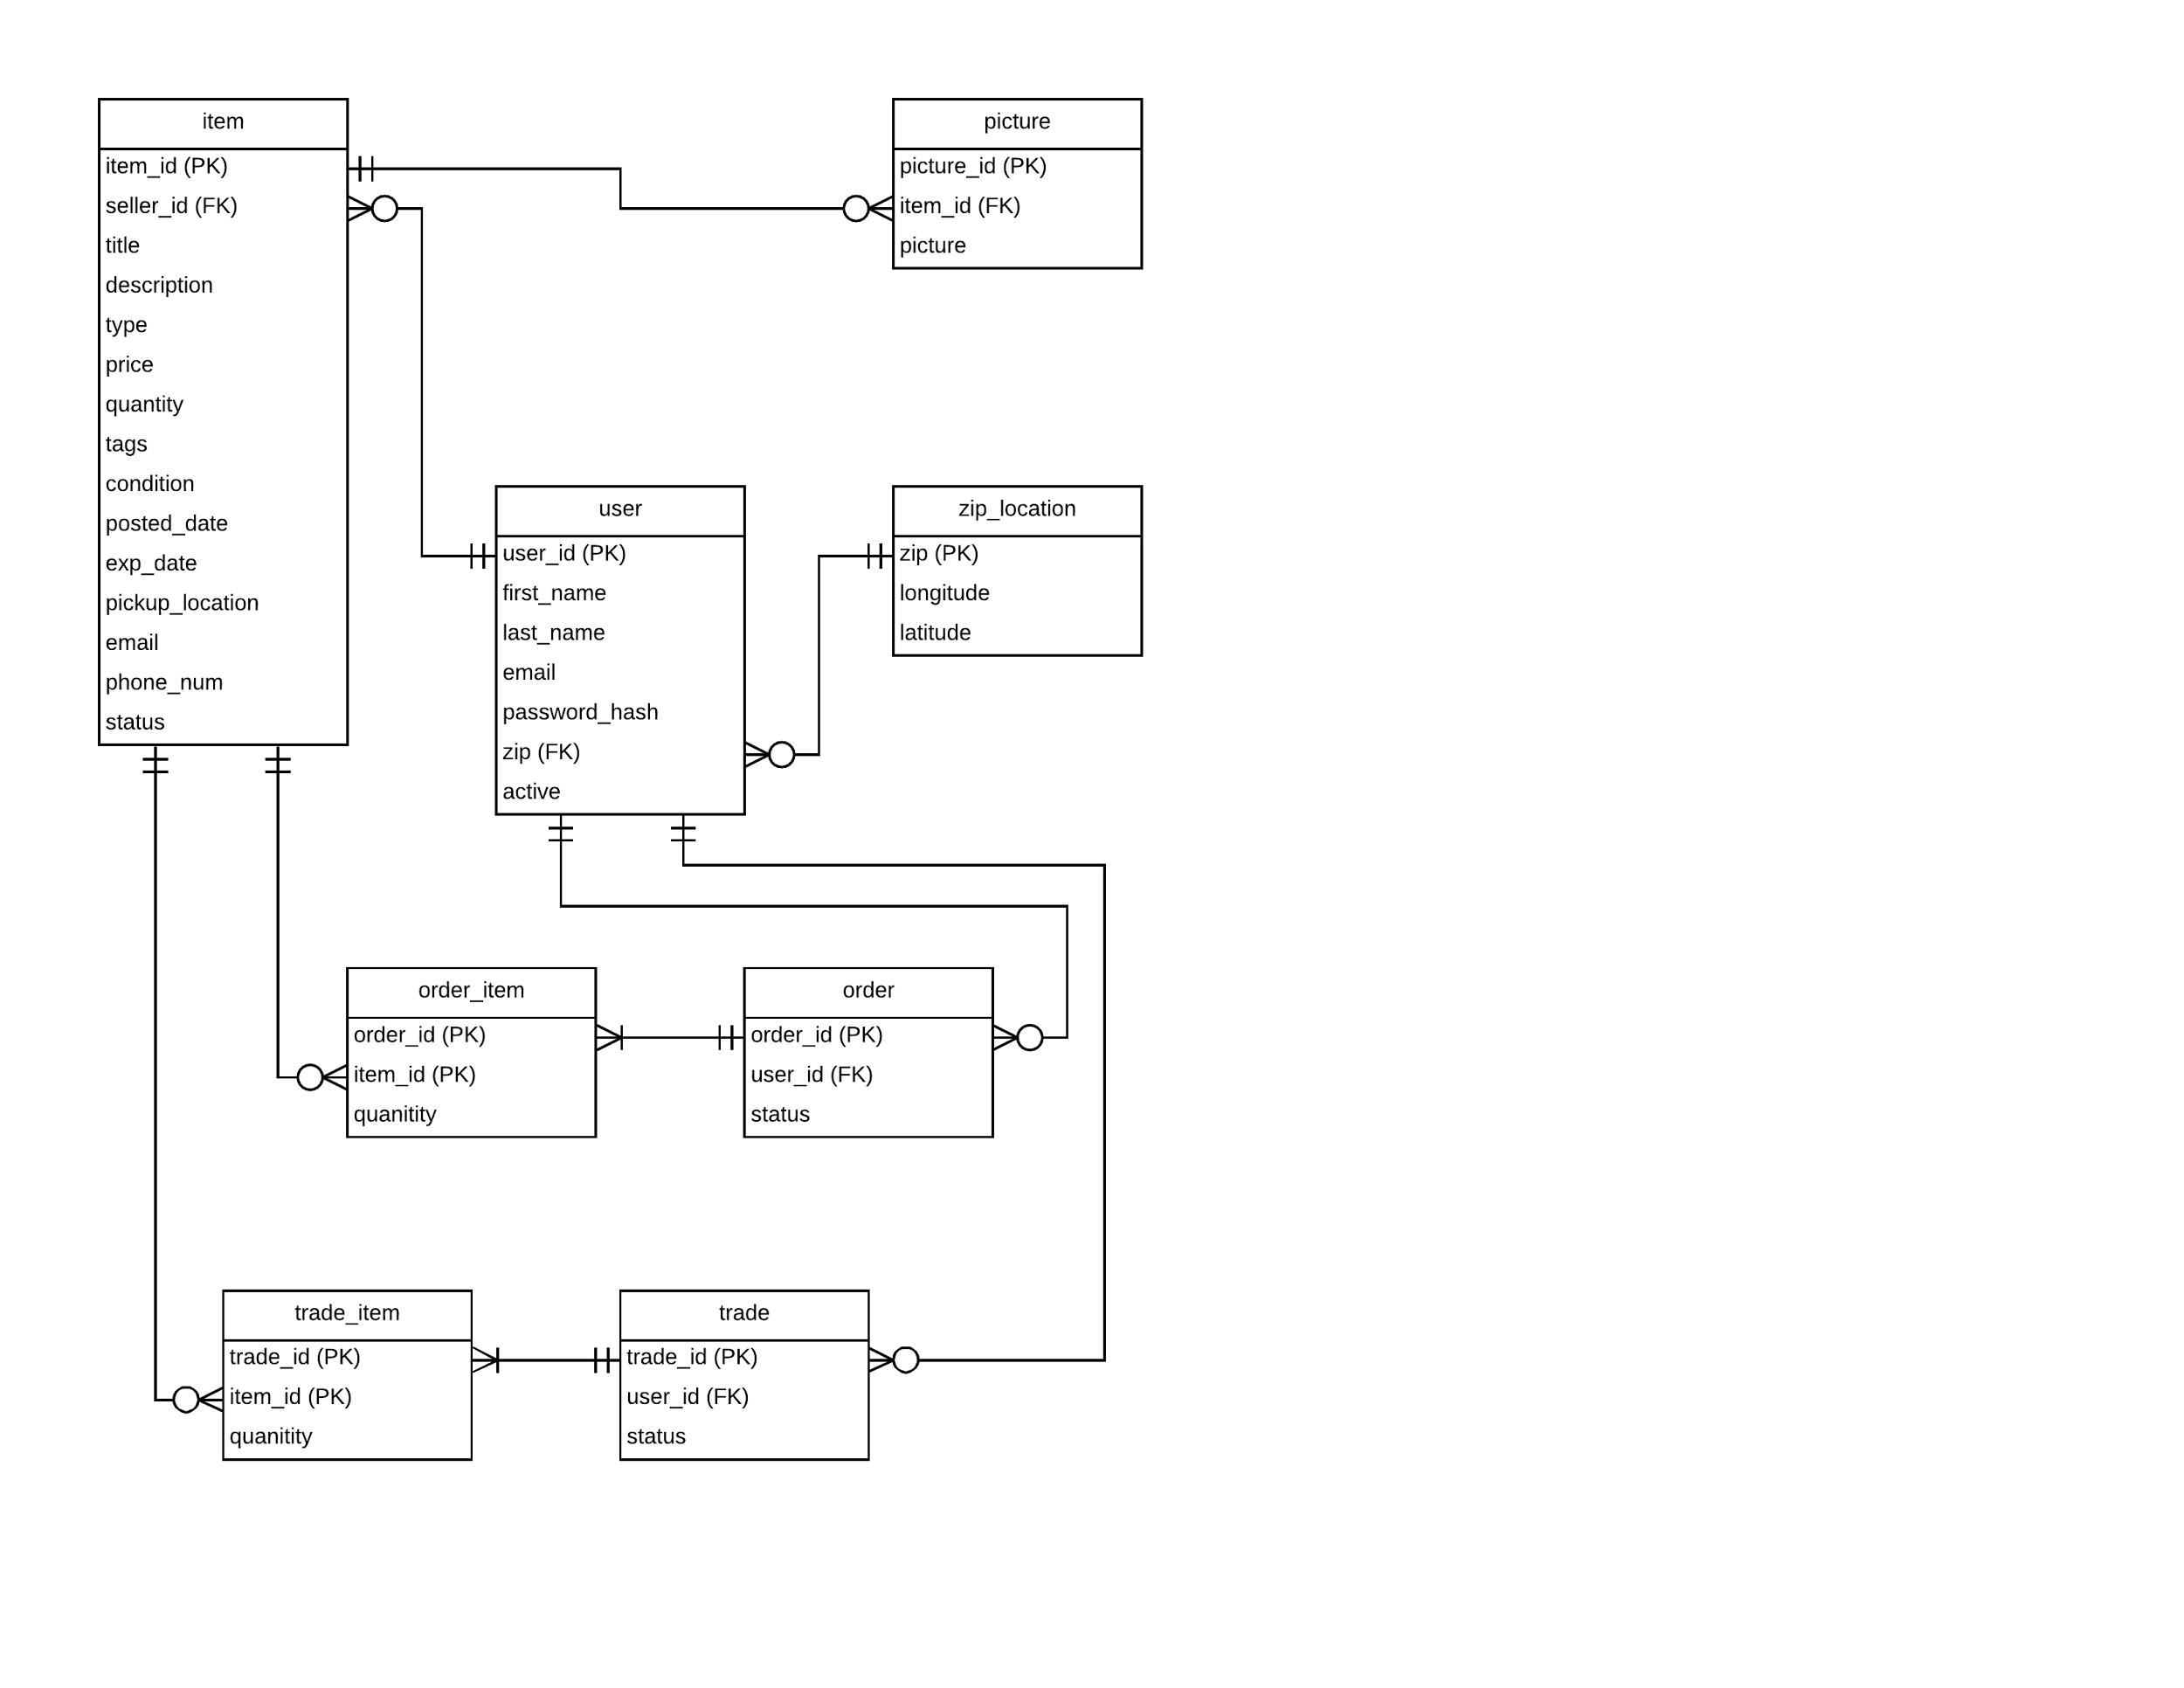 item
item_id (PK)
seller_id (FK)
title
description
type
price
quantity
tags
condition
posted_date
exp_date
pickup_location
email
phone_num
status
picture
picture_id (PK)
item_id (FK)
picture
user
user_id (PK)
first_name
last_name
email
password_hash
zip (FK)
active
zip_location
zip (PK)
longitude
latitude
order_item
order_id (PK)
item_id (PK)
quanitity
order
order_id (PK)
user_id (FK)
status
trade_item
trade_id (PK)
item_id (PK)
quanitity
trade
trade_id (PK)
user_id (FK)
status